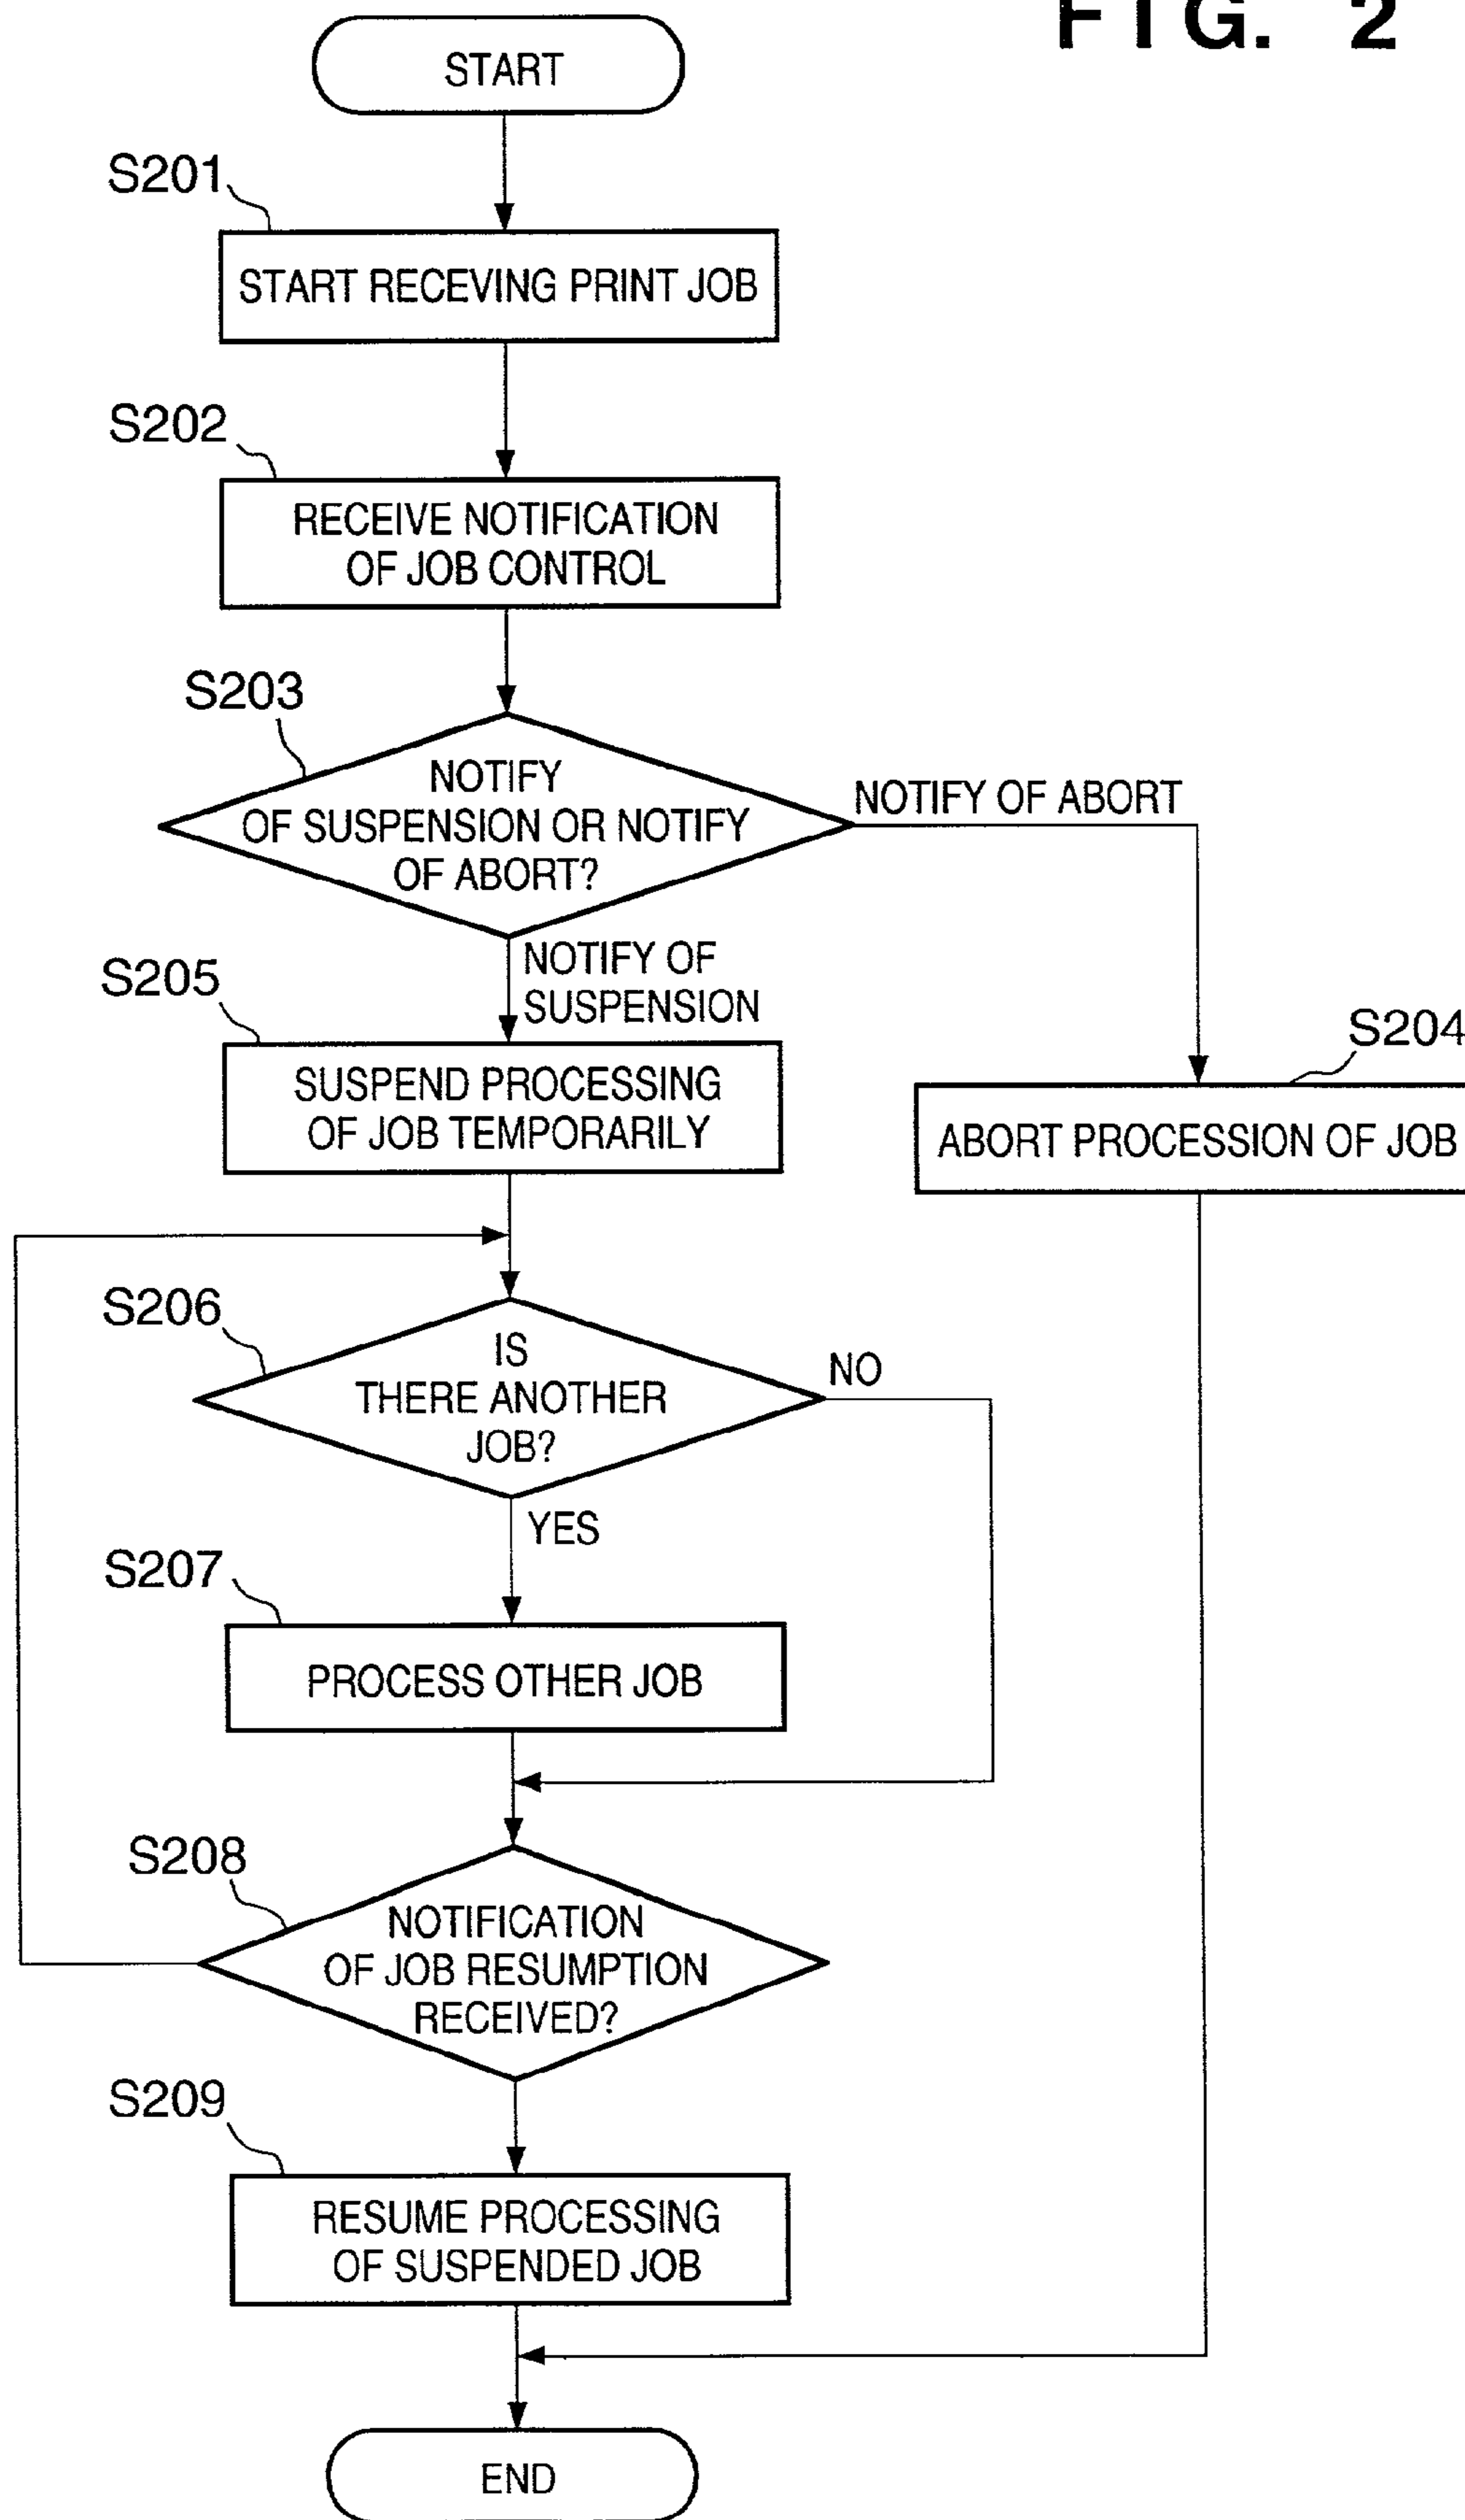 FIG. 2
START
S201
START RECEVING PRINT JOB
S202
RECEIVE NOTIFICATION
OF JOB CONTROL
S203
NOTIFY
OF SUSPENSION OR NOTIFY
OF ABORT?
NOTIFY OF ABORT
NOTIFY OF
SUSPENSION
S205
SUSPEND PROCESSING
OF JOB TEMPORARILY
S204
ABORT PROCESSION OF JOB
S206
IS
THERE ANOTHER
JOB?
NO
YES
S207
PROCESS OTHER JOB
S208
NOTIFICATION
OF JOB RESUMPTION
RECEIVED?
S209
RESUME PROCESSING
OF SUSPENDED JOB
END